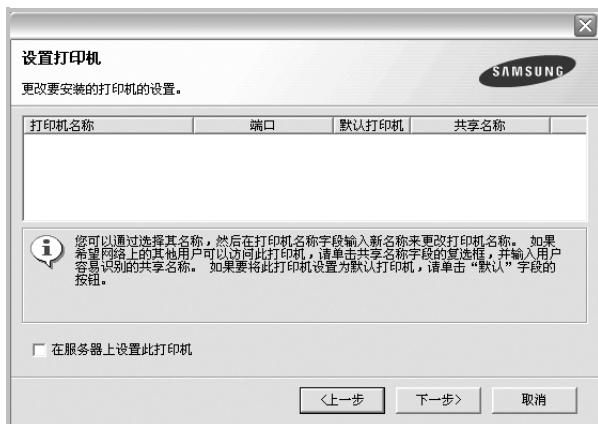 设置打印机
SAMSUNG
更改要安装的打印机的设置。
打印机名称 端口 默认打印机 共享名称
您可以通过选择其名称，然后在打印机名称字段输入新名称来更改打印机名称。 如果
希望网络上的其他用户可以访问此打印机，请单击共享名称字段的复选框，并输入用户
容易识别的共享名称。 如果要将此打印机设置为默认打印机，请单击“默认”字段的
按钮。
在服务器上设置此打印机
<上一步 下一步> 取消